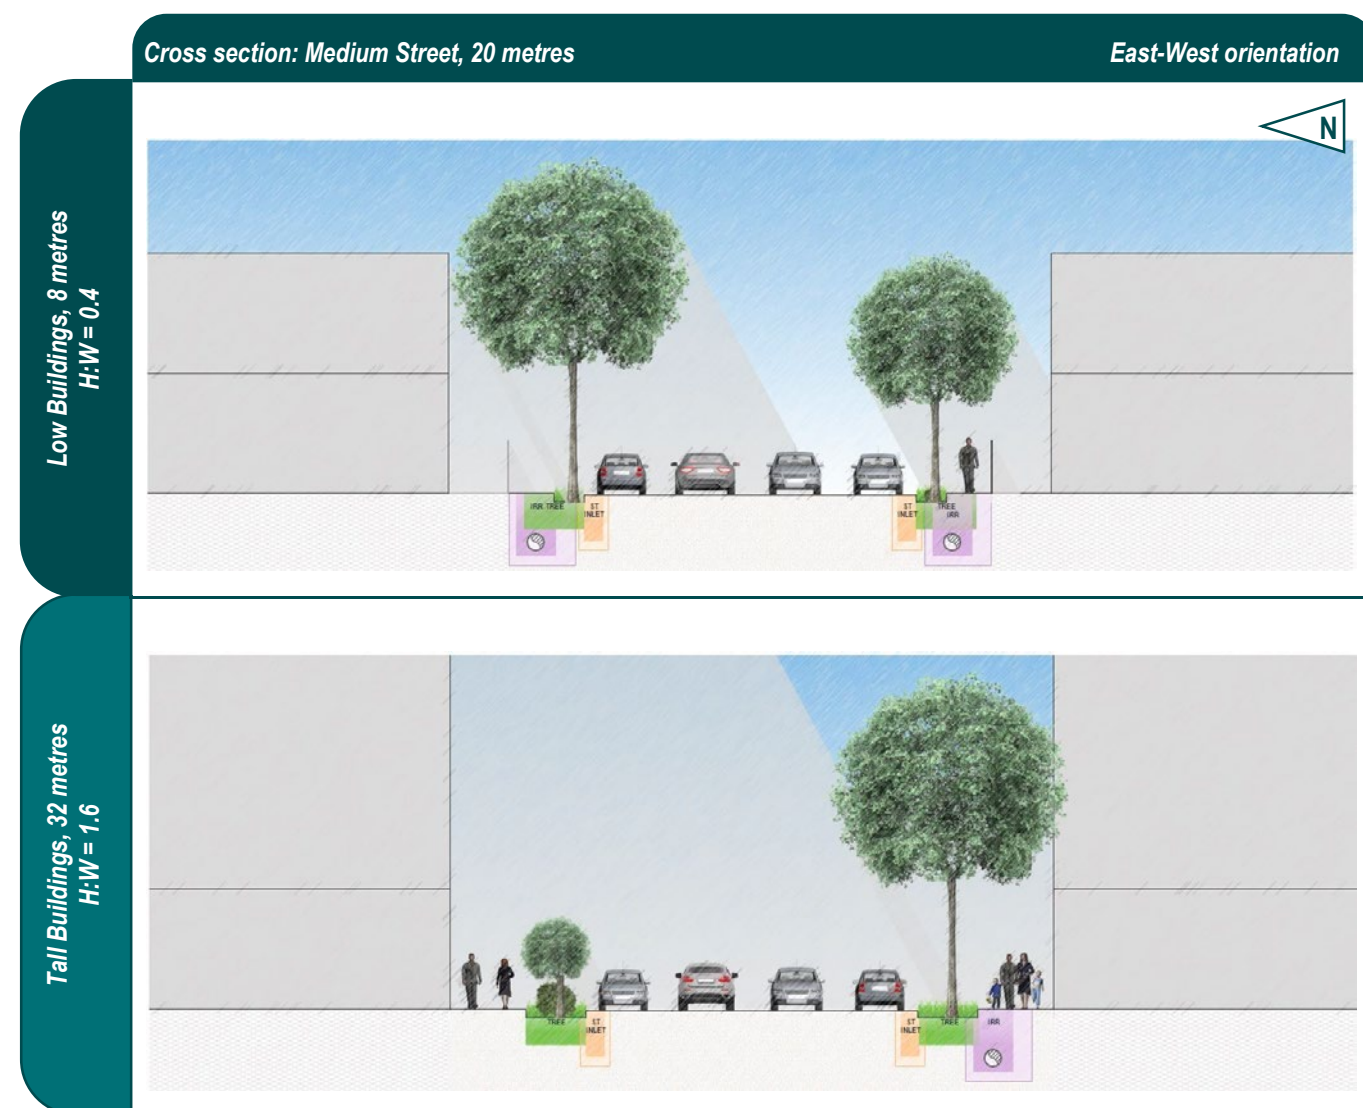 Cross section: Medium Street, 20 metres
East-West orientation
N
Low Buildings, 8 metres
H:W = 0.4
IRR TREE
ST
INLET
ST
INLET
TREE
IRR
Tall Buildings, 32 metres
H:W = 1.6
TREE
ST
INLET
ST
INLET
TREE
IRR